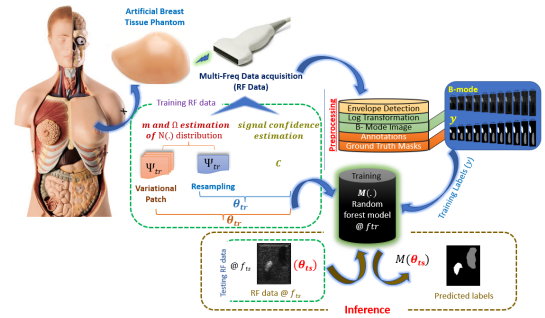 Artificial Breast
Tissue Phantom
Multi-Freq Data acquisition
(RF Data)
+
Training RF data
m and Ω estimation
of N(.) distribution
signal confidence
estimation
Ψtr
Ψtr
C
Variational
Patch
Resampling
θtr
θtr
Preprocessing
Envelope Detection
Log Transformation
B- Mode Image
Annotations
Ground Truth Masks
B-mode
y
Training Labels (y)
Training
M(.)
Random
forest model
@ ftr
Testing RF data
@ fts
(θts)
RF data @ fts
M(θts)
Predicted labels
Inference